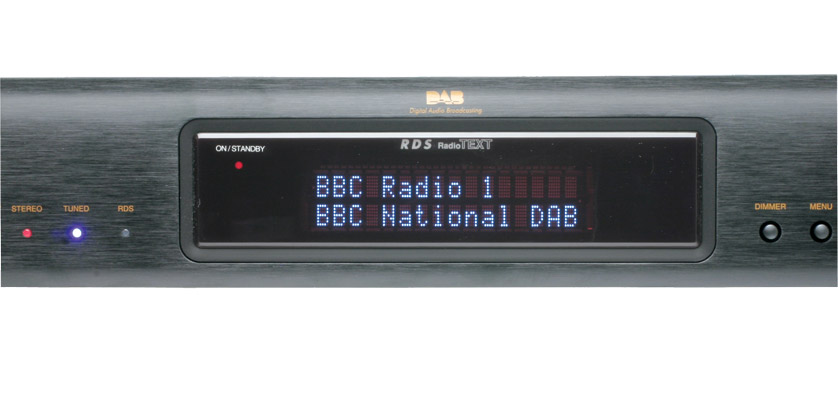 DAB
Digital Audio Broadcasting
RDS RadioTEXT
ON / STANDBY
BBC Radio 1
BBC National DAB
STEREO TUNED RDS
DIMMER MENU